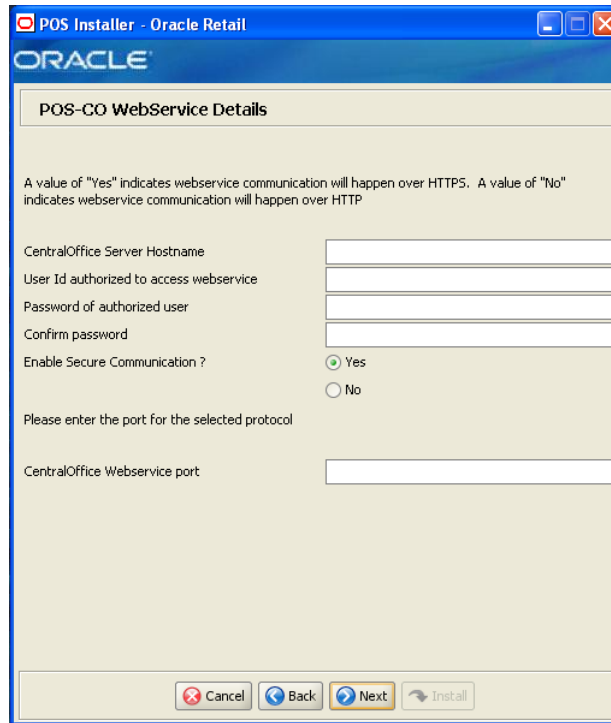 POS Installer - Oracle Retail
ORACLE
POS-CO WebService Details
A value of "Yes" indicates webservice communication will happen over HTTPS. A value of "No"
indicates webservice communication will happen over HTTP
CentralOffice Server Hostname
User Id authorized to access webservice
Password of authorized user
Confirm password
Enable Secure Communication ?
Yes
No
Please enter the port for the selected protocol
CentralOffice Webservice port
Cancel Back Next Install